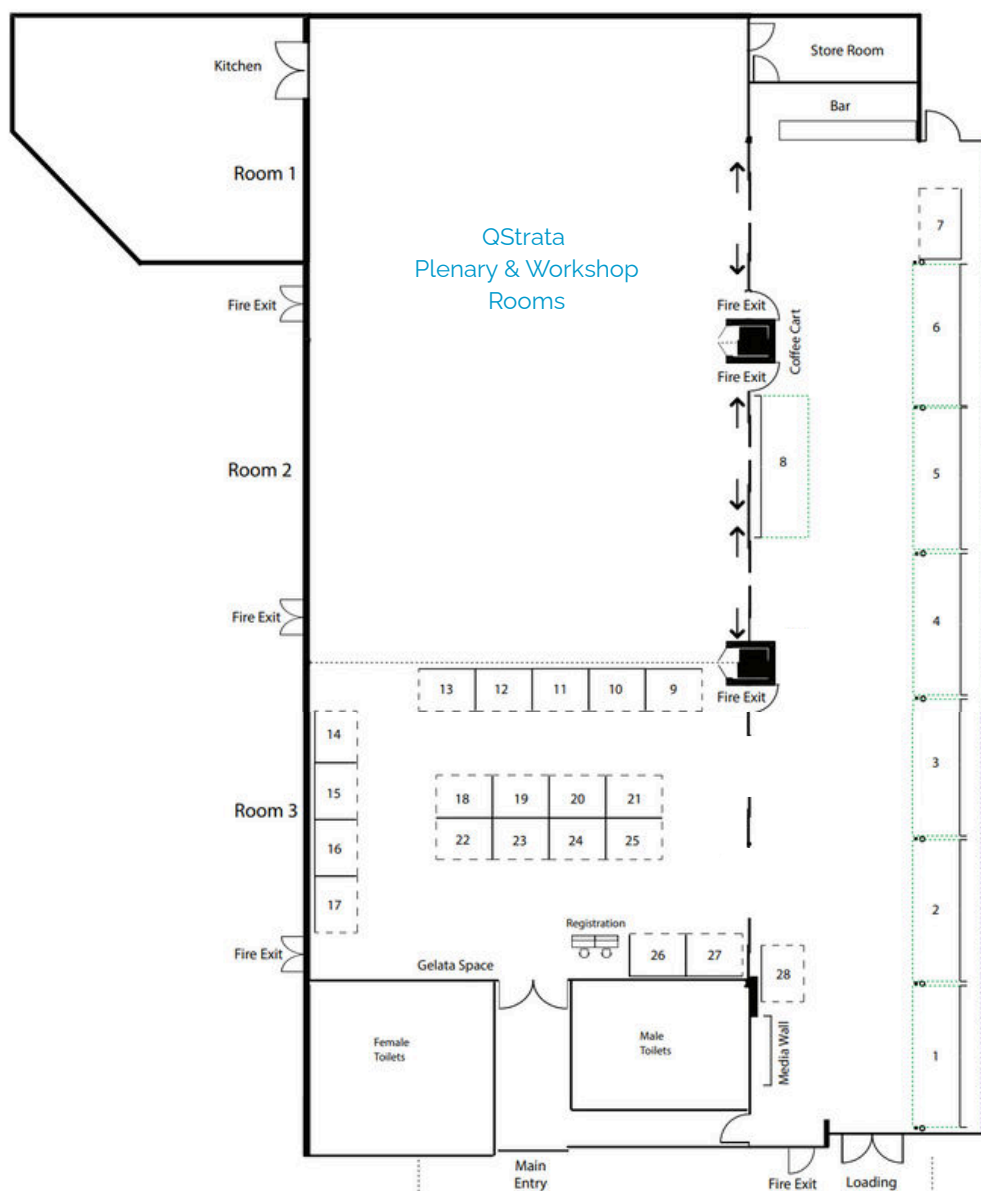 Kitchen
Store Room
Bar
Room 1
7
QStrata
Plenary & Workshop
Rooms
Fire Exit
Fire Exit
Coffee Cart
6
Fire Exit
8
Room 2
5
Fire Exit
4
13
12
11
10
9
Fire Exit
14
3
15
18
19
20
21
Room 3
16
22
23
24
25
17
2
Registration
Fire Exit
Gelata Space
26
27
28
Female
Toilets
Male
Toilets
Media Wall
1
Main
Entry
Fire Exit
Loading